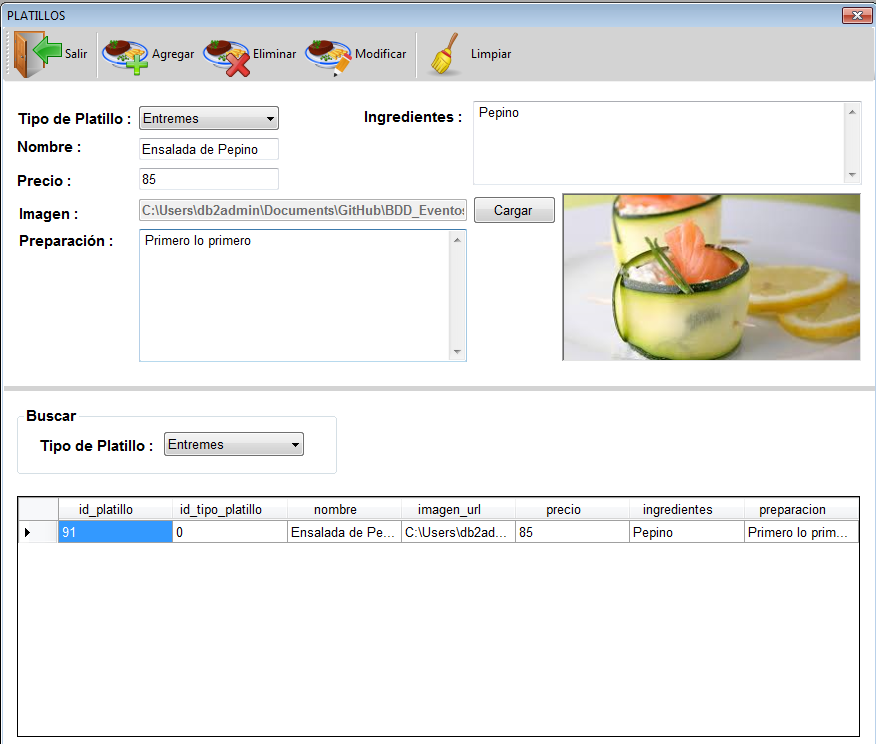 PLATILLOS
Salir Agregar Eliminar Modificar Limpiar
Tipo de Platillo : Entremes Ingredientes : Pepino
Nombre : Ensalada de Pepino
Precio : 85
Imagen : C:\Users\db2admin\Documents\GitHub\BDD_Eventos Cargar
Preparación : Primero lo primero
Buscar
Tipo de Platillo : Entremes
id_platillo id_tipo_platillo nombre imagen_url precio ingredientes preparacion
91 0 Ensalada de Pe... C:\Users\db2ad... 85 Pepino Primero lo prim...